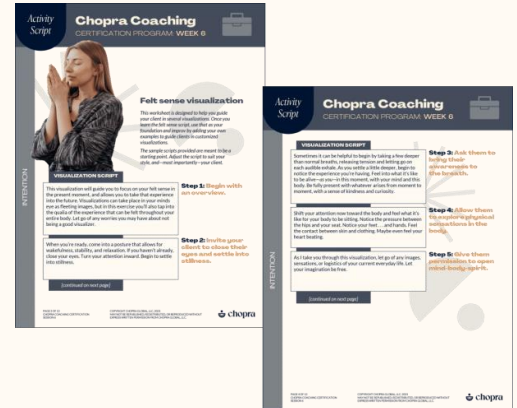 Activity
Script
Chopra Coaching
CERTIFICATION PROGRAM WEEK 6
INTENTION
Felt sense visualization
This worksheet is designed to help you guide
your client in several visualizations. Once you
learn the felt sense script, use that as your
foundation and improv by adding your own
examples to guide clients in customized
visualizations.
The sample scripts provided are meant to be a
starting point. Adjust the script to suit your
style, and—most importantly—your client
VISUALIZATION SCRIPT
This visualization will guide you to focus on your felt sense in
the present moment, and allows you to take that experience
into the future. Visualizations can take place in your minds
eye as fleeting images, but in this exercise you'll also tap into
the qualia of the experience that can be felt throughout your
entire body. Let go of any worries you may have about not
being a good visualizer.
Step 1: Begin with
an overview.
When you're ready, come into a posture that allows for
wakefulness, stability, and relaxation. If you haven't already,
close your eyes. Turn your attention inward. Begin to settle
into stillness.
Step 2: Invite your
client to close their
eyes and settle into
stillness.
[continued on next page]
chopra
Activity
Script
Chopra Coaching
CERTIFICATION PROGRAM WEEK 6
INTENTION
VISUALIZATION SCRIPT
Sometimes it can be helpful to begin by taking a few deeper
than normal breaths, releasing tension and letting go on
each audible exhale. As you settle a little deeper, begin to
notice the experience you're having. Feel into what it's like
to be alive—at you—in this moment, with your mind and this
body. Be fully present with whatever arises from moment to
moment, with a sense of kindness and curiosity.
Step 3: Ask them to
bring their
awareness to
the breath.
Shift your attention now toward the body and feel what it's
like for your body to be sitting. Notice the pressure between
the hips and your seat. Notice your feet . . . and hands. Feel
the contact between skin and clothing. Maybe even feel your
heart beating.
Step 4: Allow them
to explore physical
sensations in the
body.
As I take you through this visualization, let go of any images,
sensations, or logistics of your current everyday life. Let
your imagination be free.
Step 5: Give them
permission to open
mind-body-spirit.
[continued on next page]
chopra